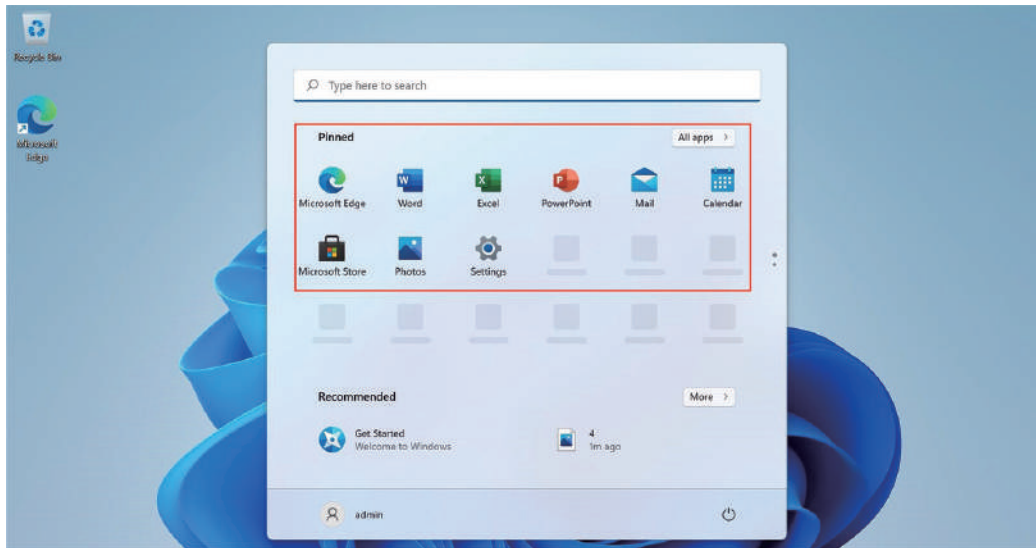 Recycle Bin
Microsoft
Edge
Type here to search
Pinned
All apps >
Microsoft Edge
Word
Excel
PowerPoint
Mail
Calendar
Microsoft Store
Photos
Settings
Recommended
More >
Get Started
Welcome to Windows
4
1m ago
admin